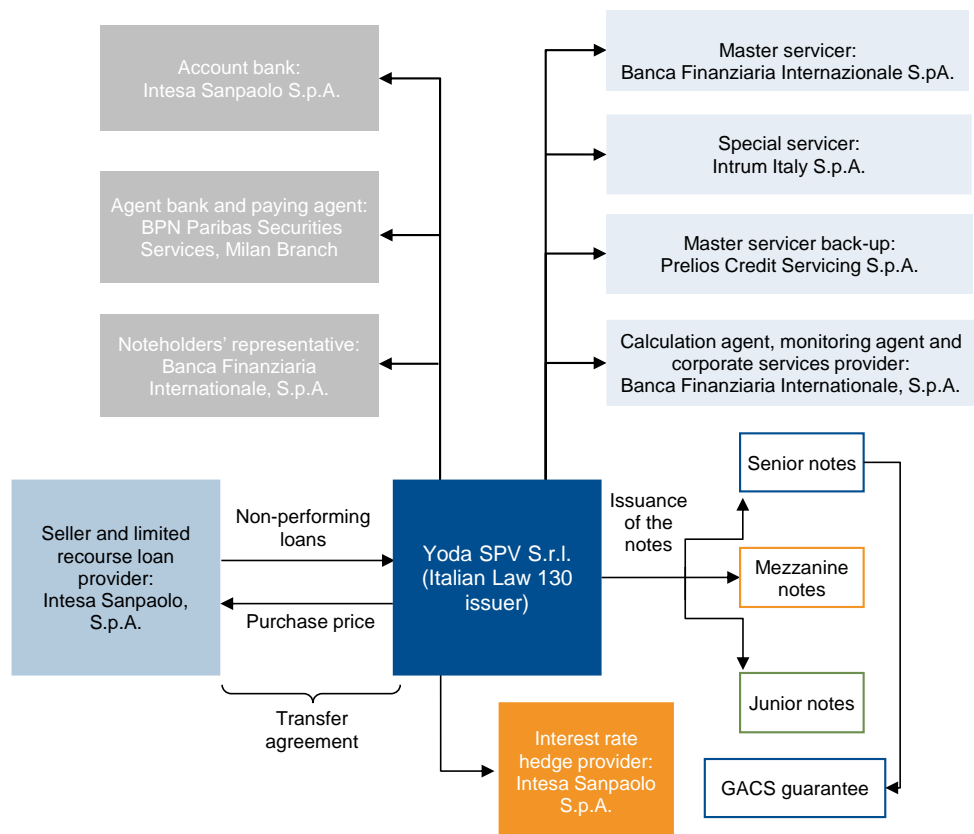 Account bank:
Intesa Sanpaolo S.p.A.
Master servicer:
Banca Finanziaria Internazionale S.pA.
Special servicer:
Intrum Italy S.p.A.
Agent bank and paying agent:
BPN Paribas Securities
Services, Milan Branch
Master servicer back-up:
Prelios Credit Servicing S.p.A.
Noteholders' representative:
Banca Finanziaria
Internationale, S.p.A.
Calculation agent, monitoring agent and
corporate services provider:
Banca Finanziaria Internationale, S.p.A.
Seller and limited
recourse loan
provider:
Intesa Sanpaolo,
S.p.A.
Non-performing
loans
Purchase price
Transfer
agreement
Yoda SPV S.r.l.
(Italian Law 130
issuer)
Issuance
of the
notes
Senior notes
Mezzanine
notes
Junior notes
Interest rate
hedge provider:
Intesa Sanpaolo
S.p.A.
GACS guarantee